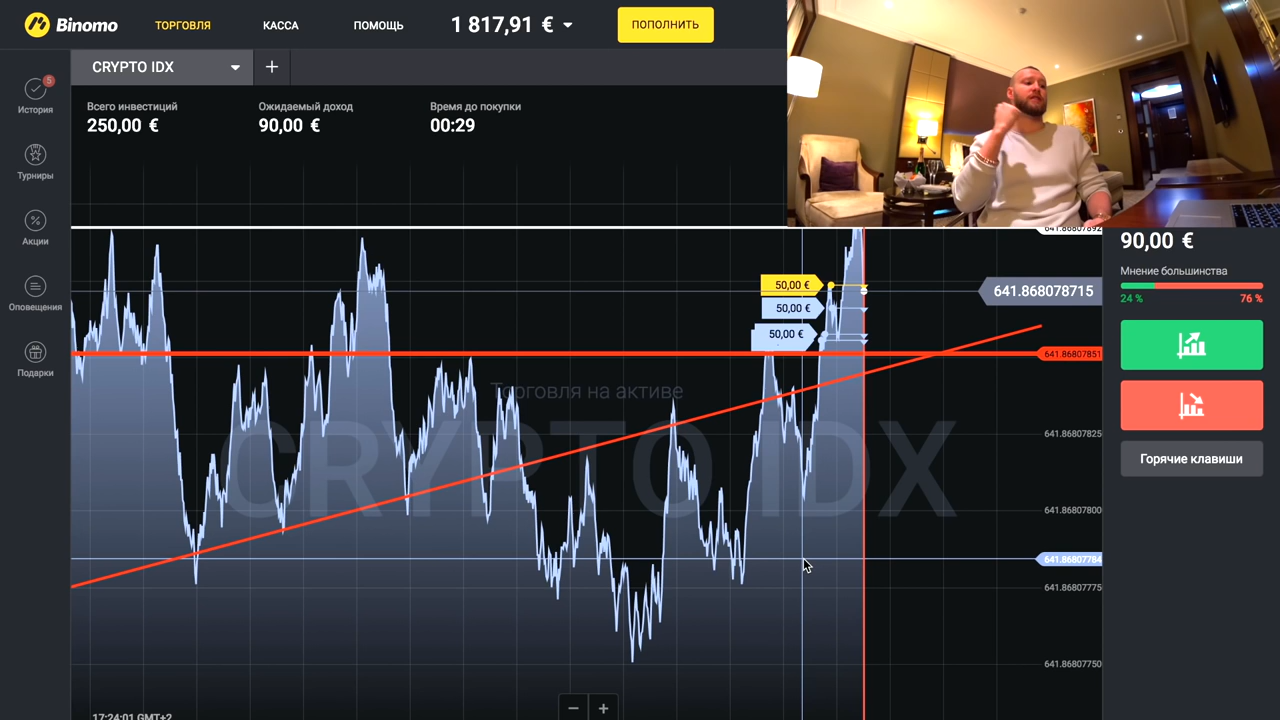 Binomo
ТОРГОВЛЯ
КАССА
ПОМОЩЬ
1 817,91 €
ПОПОЛНИТЬ
CRYPTO IDX
+
История
5
Турниры
Акции
Оповещения
Подарки
Всего инвестиций
250,00 €
Ожидаемый доход
90,00 €
Время до покупки
00:29
641.86807892
50,00 €
50,00 €
50,00 €
641.868078715
641.86807851
Торговля на активе
CRYPTO IDX
641.86807825
641.86807800
641.86807784
641.86807775
641.86807750
17:24:01 GMT+2
90,00 €
Мнение большинства
24 %
76 %
Горячие клавиши